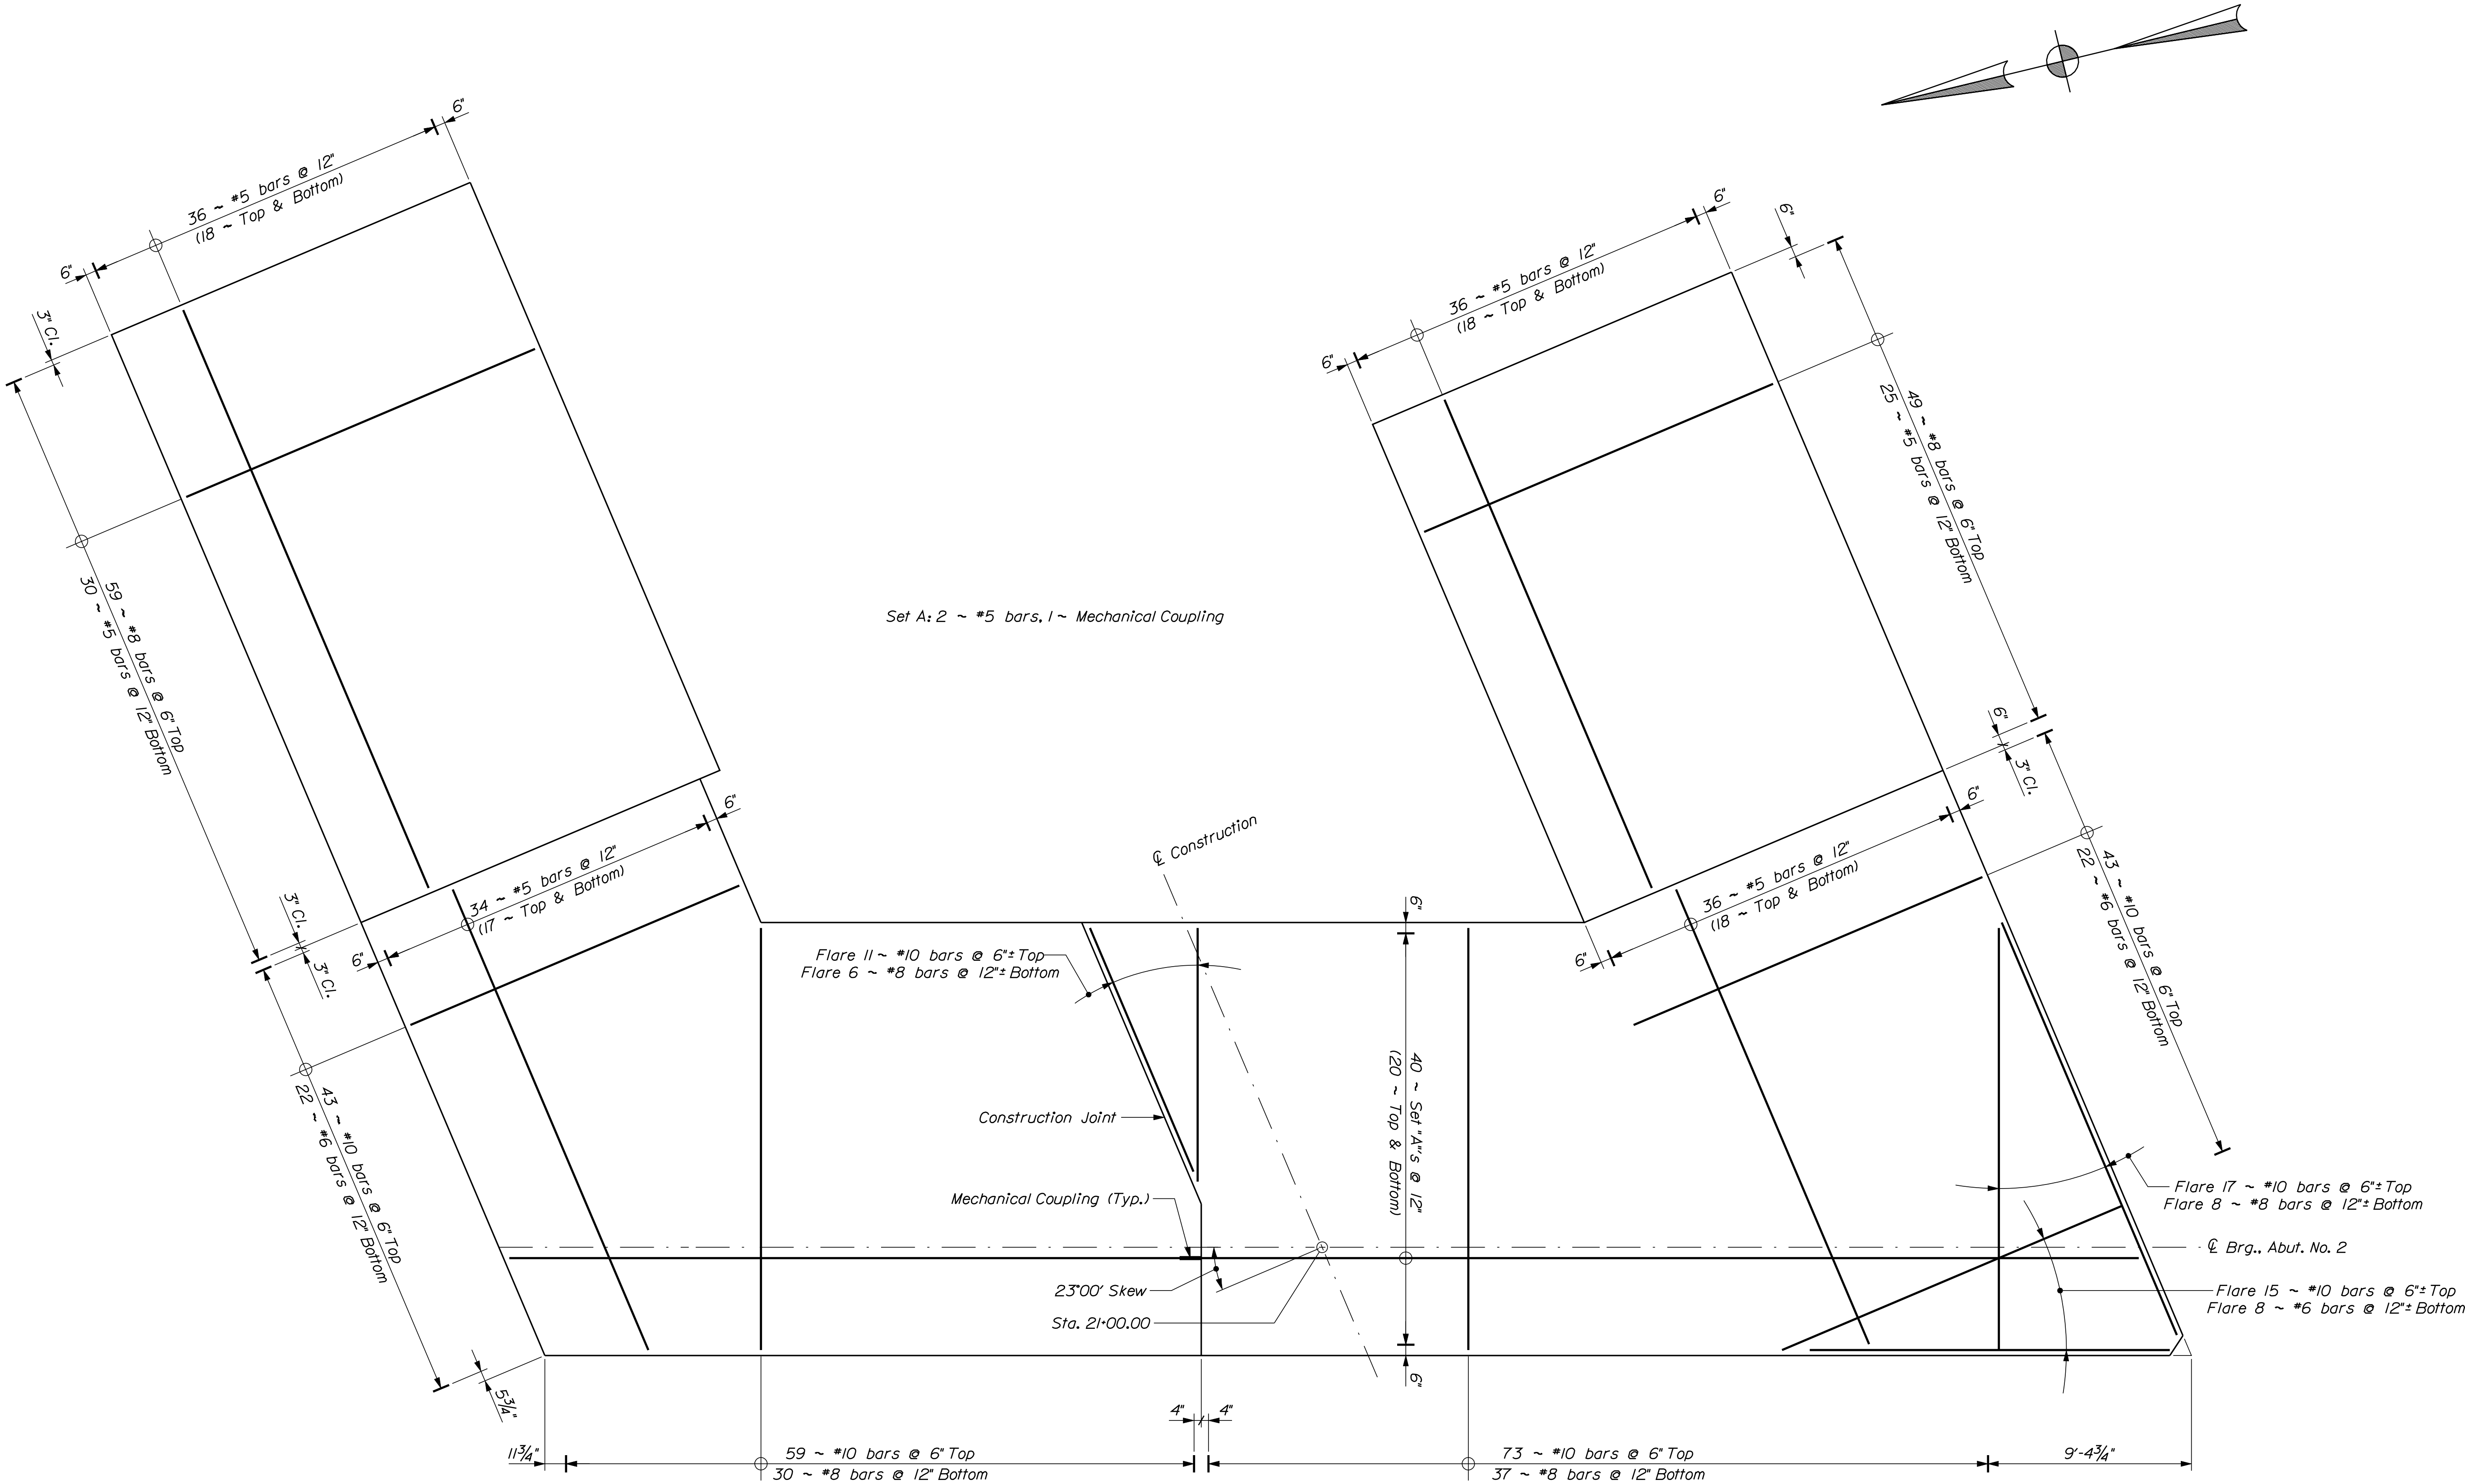 6"
36 ~ #5 bars @ 12"
(18 ~ Top & Bottom)
6"
3" Cl.
59 ~ #8 bars @ 6" Top
30 ~ #5 bars @ 12" Bottom
3" Cl.
3" Cl.
6"
34 ~ #5 bars @ 12"
(17 ~ Top & Bottom)
6"
43 ~ #10 bars @ 6" Top
22 ~ #6 bars @ 12" Bottom
5¾"
Set A: 2 ~ #5 bars, 1 ~ Mechanical Coupling
6"
36 ~ #5 bars @ 12"
(18 ~ Top & Bottom)
6"
6"
49 ~ #8 bars @ 6" Top
25 ~ #5 bars @ 12" Bottom
6"
3" Cl.
6"
36 ~ #5 bars @ 12"
(18 ~ Top & Bottom)
6"
43 ~ #10 bars @ 6" Top
22 ~ #6 bars @ 12" Bottom
℄ Construction
Flare 11 ~ #10 bars @ 6"± Top
Flare 6 ~ #8 bars @ 12"± Bottom
6"
40 ~ Set "A"s @ 12"
(20 ~ Top & Bottom)
6"
Construction Joint
Mechanical Coupling (Typ.)
23°00' Skew
Sta. 21+00.00
Flare 17 ~ #10 bars @ 6"± Top
Flare 8 ~ #8 bars @ 12"± Bottom
℄ Brg., Abut. No. 2
Flare 15 ~ #10 bars @ 6"± Top
Flare 8 ~ #6 bars @ 12"± Bottom
4" 4"
11¾"
59 ~ #10 bars @ 6" Top
30 ~ #8 bars @ 12" Bottom
73 ~ #10 bars @ 6" Top
37 ~ #8 bars @ 12" Bottom
9'-4¾"